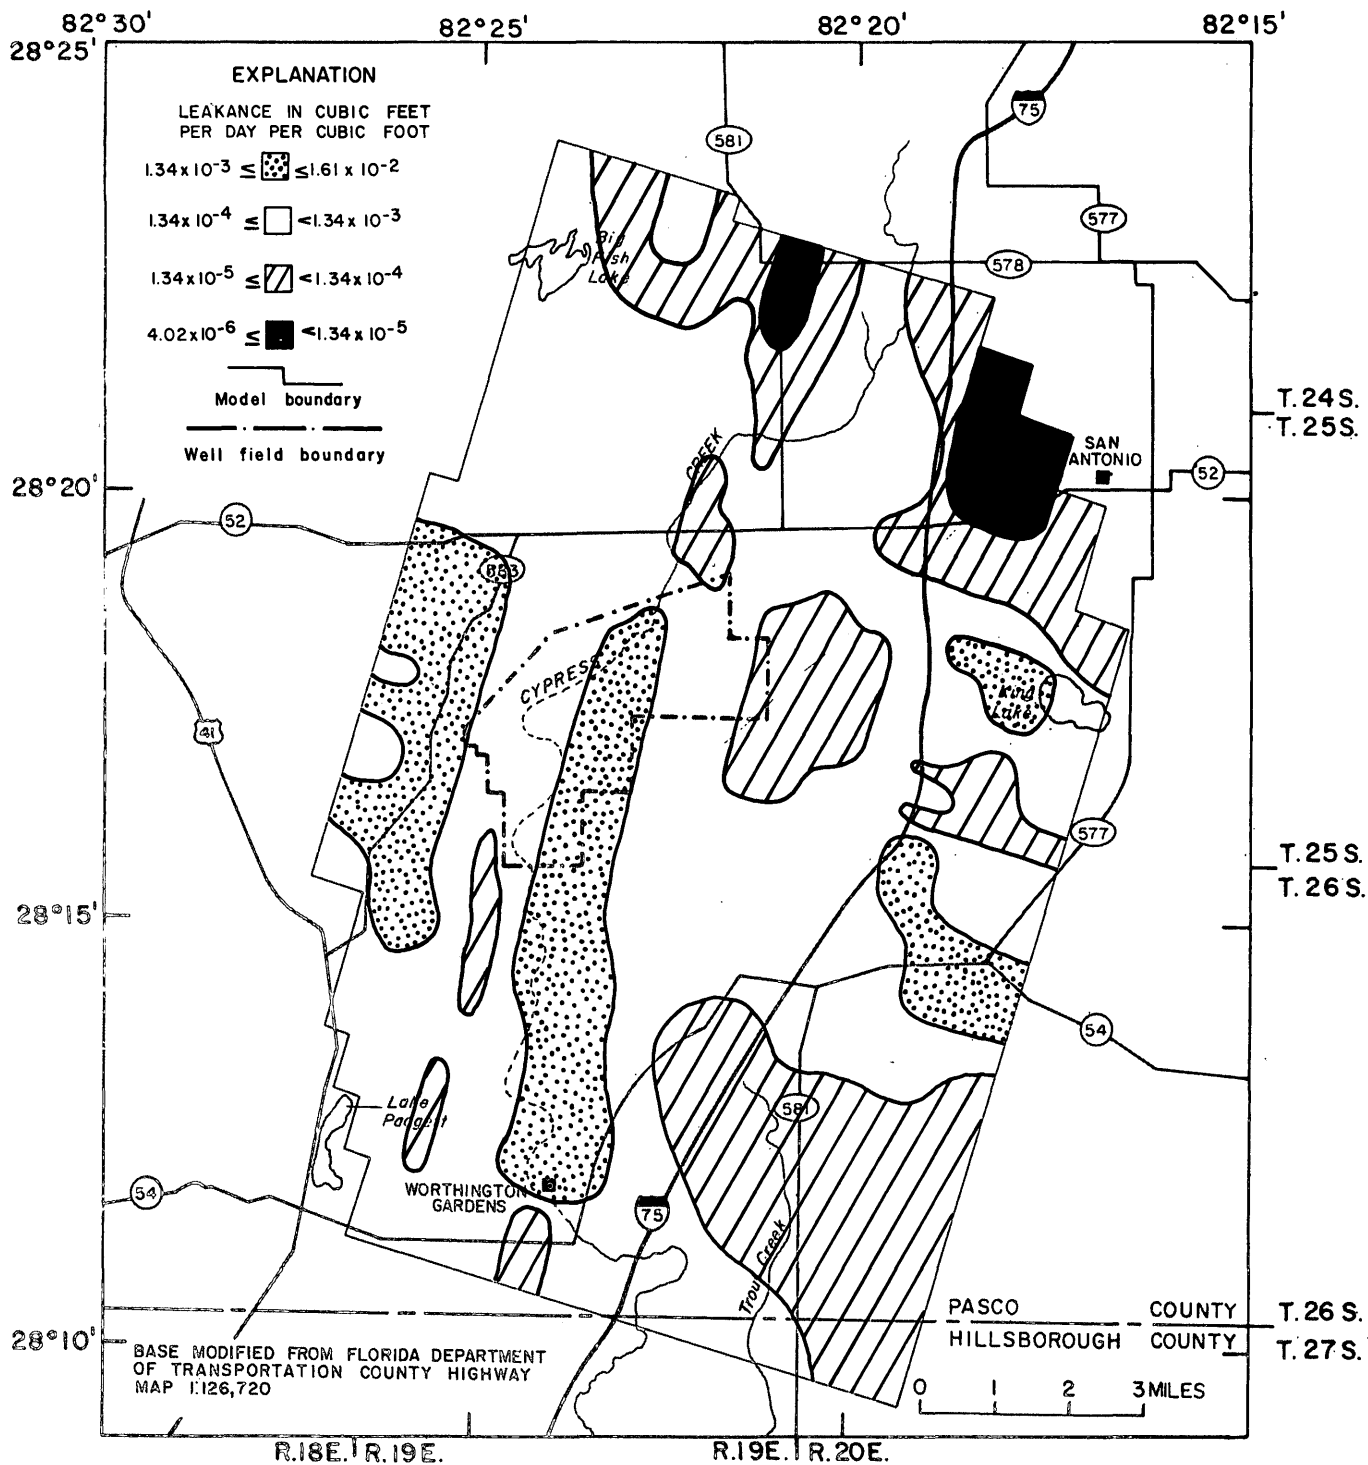 82°30' 82°25' 82°20' 82°15'
28°25'
EXPLANATION
LEAKANCE IN CUBIC FEET
PER DAY PER CUBIC FOOT
1.34x10-3 ≤ ≤1.61 x 10-2
1.34x10-4 ≤ <1.34x 10-3
1.34x10-5 ≤ <1.34x 10-4
4.02x10-6 ≤ <1.34x 10-5
Model boundary
Well field boundary
75
581
577
578
Big
Fish
Lake
T. 24 S.
T. 25 S.
SAN
ANTONIO
CREEK
28°20'
52
52
583
CYPRESS
King
Lake
41
577
T. 25 S.
T. 26 S.
28°15'
54
Lake
Padgett
581
54
WORTHINGTON
GARDENS
75
Trout Creek
PASCO COUNTY
HILLSBOROUGH COUNTY
T. 26 S.
T. 27 S.
28°10'
BASE MODIFIED FROM FLORIDA DEPARTMENT
OF TRANSPORTATION COUNTY HIGHWAY
MAP 1:126,720
0 1 2 3 MILES
R.18E. R.19E. R.19E. R.20E.